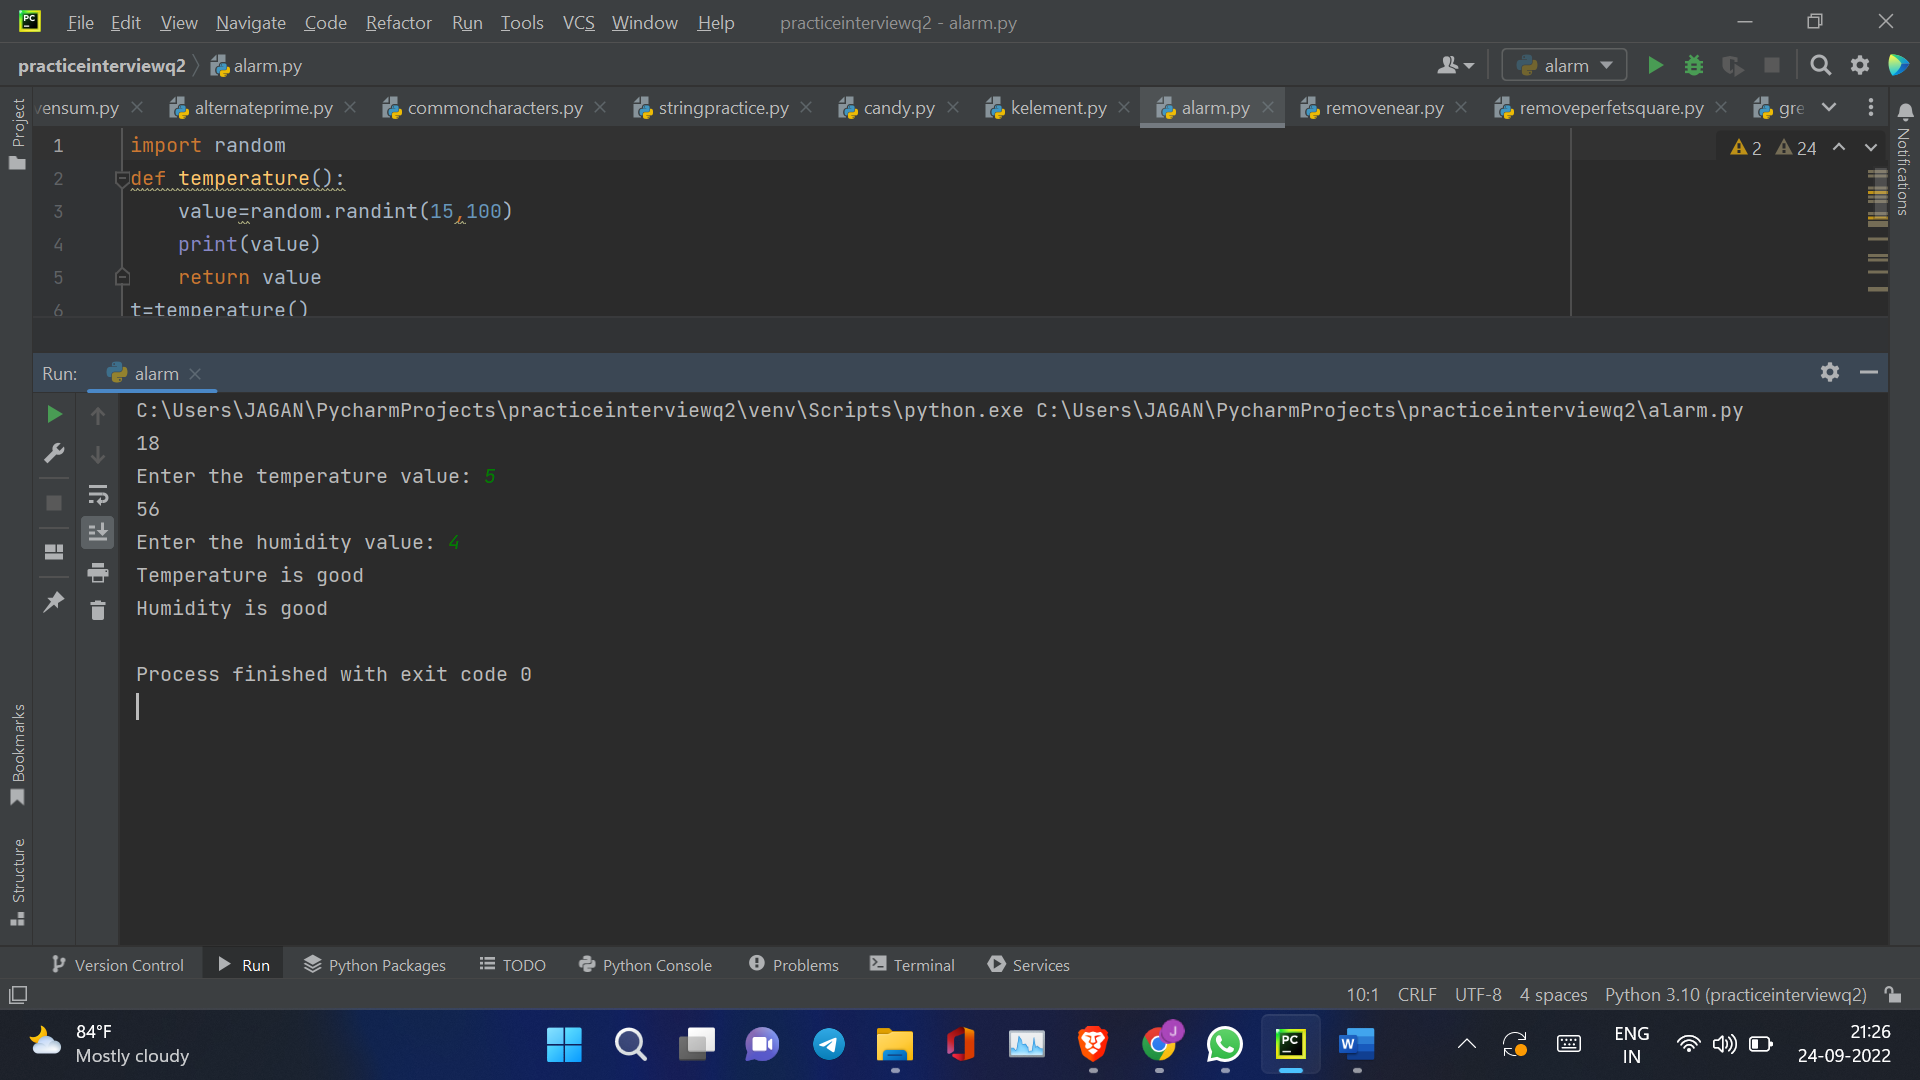 PC File Edit View Navigate Code Refactor Run Tools VCS Window Help practiceinterviewq2 - alarm.py
practiceinterviewq2 alarm.py alarm
vensum.py alternateprime.py commoncharacters.py stringpractice.py candy.py kelement.py alarm.py removenear.py removeperfetsquare.py gre
Project
Notifications
2 24
1 import random
2 def temperature():
3 value=random.randint(15,100)
4 print(value)
5 return value
6 t=temperature()
Run: alarm
C:\Users\JAGAN\PycharmProjects\practiceinterviewq2\venv\Scripts\python.exe C:\Users\JAGAN\PycharmProjects\practiceinterviewq2\alarm.py
18
Enter the temperature value: 5
56
Enter the humidity value: 4
Temperature is good
Humidity is good
Process finished with exit code 0
Bookmarks
Structure
Version Control Run Python Packages TODO Python Console Problems Terminal Services
10:1 CRLF UTF-8 4 spaces Python 3.10 (practiceinterviewq2)
84°F
Mostly cloudy
J
PC
W
ENG
IN
21:26
24-09-2022